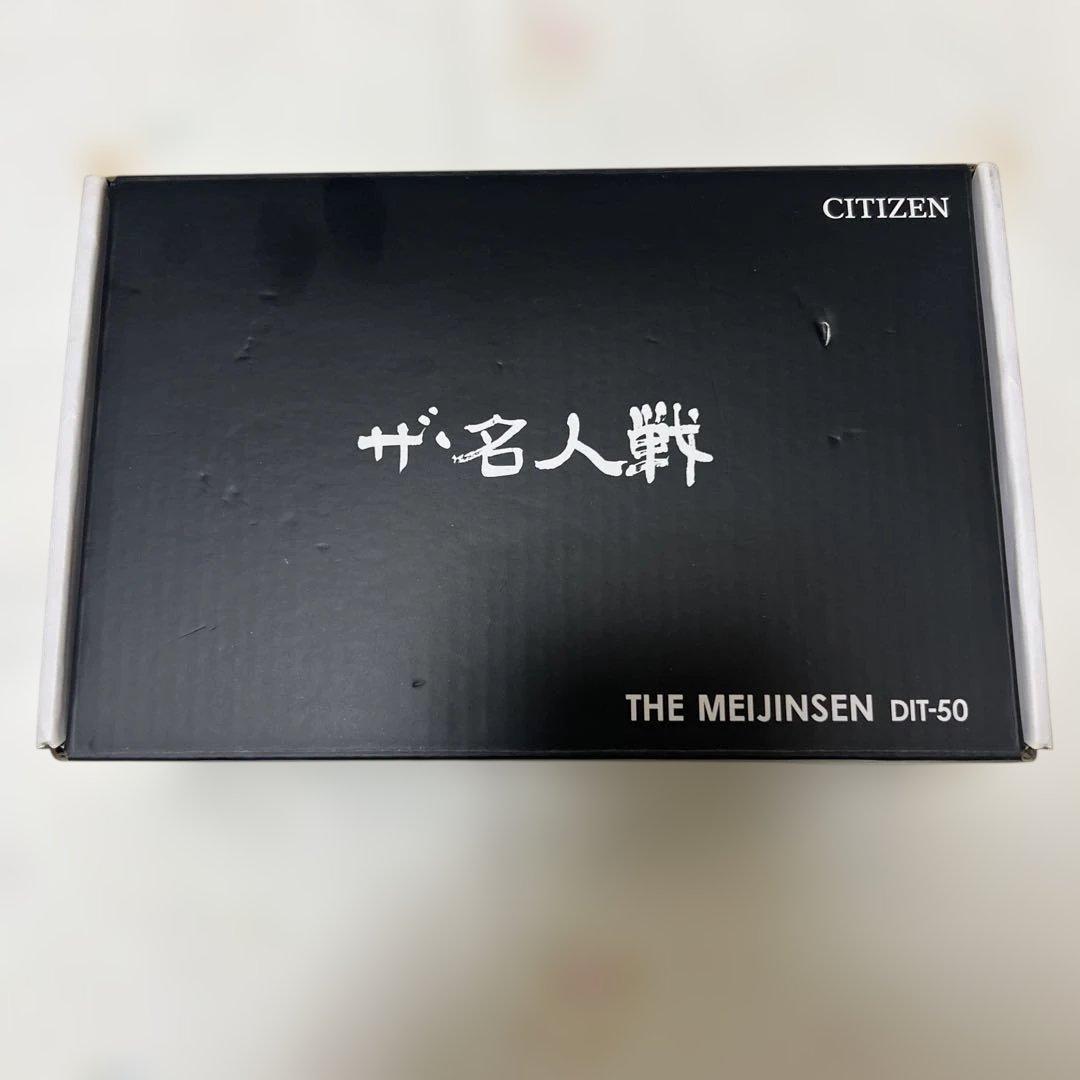 CITIZEN
ザ・名人戦
THE MEIJINSEN DIT-50